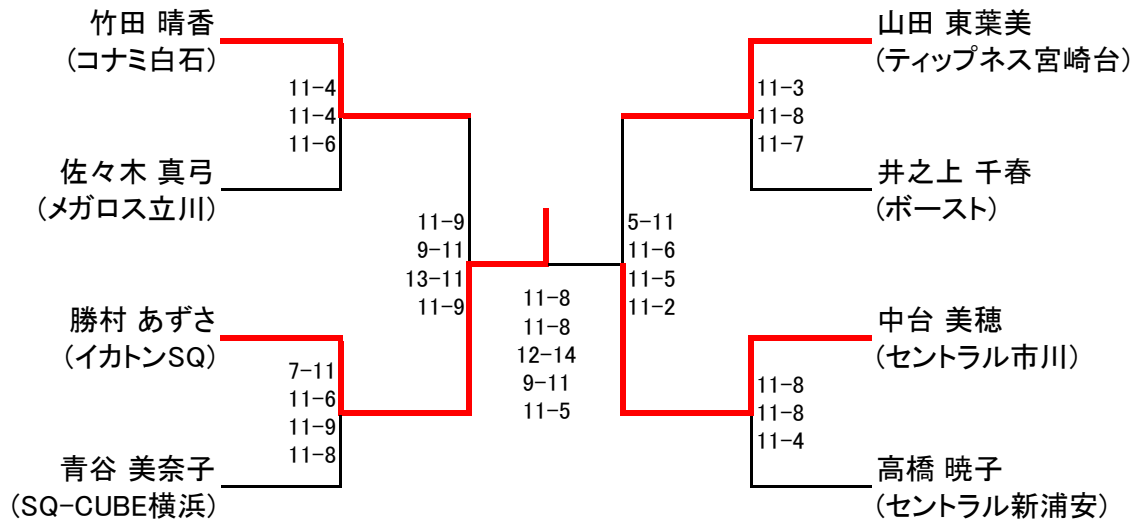 竹田 晴香
(コナミ白石)
11-4
11-4
11-6
佐々木 真弓
(メガロス立川)
11-9
9-11
13-11
11-9
勝村 あずさ
(イカトンSQ)
7-11
11-6
11-9
11-8
青谷 美奈子
(SQ-CUBE横浜)
11-8
11-8
12-14
9-11
11-5
山田 東葉美
(ティップネス宮崎台)
11-3
11-8
11-7
井之上 千春
(ボースト)
5-11
11-6
11-5
11-2
中台 美穂
(セントラル市川)
11-8
11-8
11-4
高橋 暁子
(セントラル新浦安)